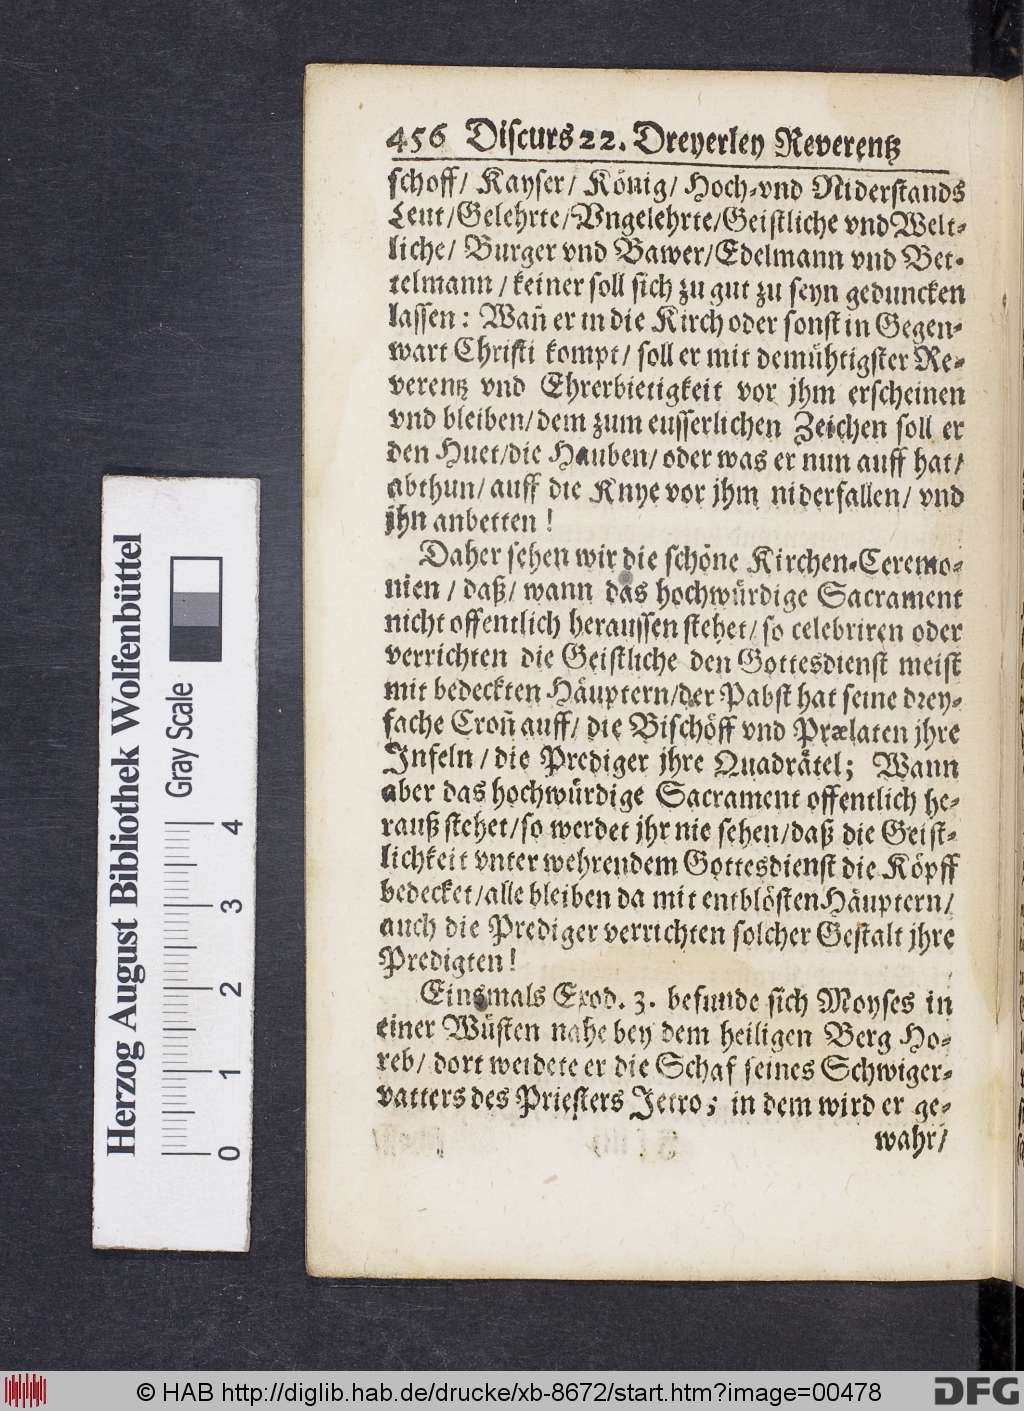 456 Discurs 22. Dreyerley Reverentz
schoff/ Kayser/ König/ Hoch-vnd Niderstands
Leut/Gelehrte/Vngelehrte/Geistliche vnd Welt-
liche/ Burger vnd Bawer/Edelmann vnd Bet-
telmann / keiner soll sich zu gut zu seyn geduncken
lassen: Wañ er in die Kirch oder sonst in Gegen-
wart Christi kompt/ soll er mit demühtigster Re-
verentz vnd Ehrerbietigkeit vor jhm erscheinen
vnd bleiben/ dem zum eusserlichen Zeichen soll er
den Huet/die Hauben/ oder was er nun auff hat/
abthun/ auff die Knye vor jhm niderfallen/ vnd
jhn anbetten !
Daher sehen wir die schöne Kirchen-Ceremo-
nien / daß/ wann das hochwürdige Sacrament
nicht offentlich heraussen stehet/ so celebriren oder
verrichten die Geistliche den Gottesdienst meist
mit bedeckten Häuptern/der Pabst hat seine drey-
fache Croñ auff/ die Bischöff vnd Prælaten jhre
Infeln / die Prediger jhre Quadrätel; Wann
aber das hochwürdige Sacrament offentlich he-
rauß stehet/so werdet jhr nie sehen/daß die Geist-
lichkeit vnter wehrendem Gottesdienst die Köpff
bedecket/alle bleiben da mit entblösten Häuptern/
auch die Prediger verrichten solcher Gestalt jhre
Predigten !
Einsmals Exod. 3. befunde sich Moyses in
einer Wüsten nahe bey dem heiligen Berg Ho-
reb/ dort weidete er die Schaf seines Schwiger-
vatters des Priesters Jetro; in dem wird er ge-
wahr/
Herzog August Bibliothek Wolfenbüttel
Gray Scale
0 1 2 3 4
© HAB http://diglib.hab.de/drucke/xb-8672/start.htm?image=00478
DFG